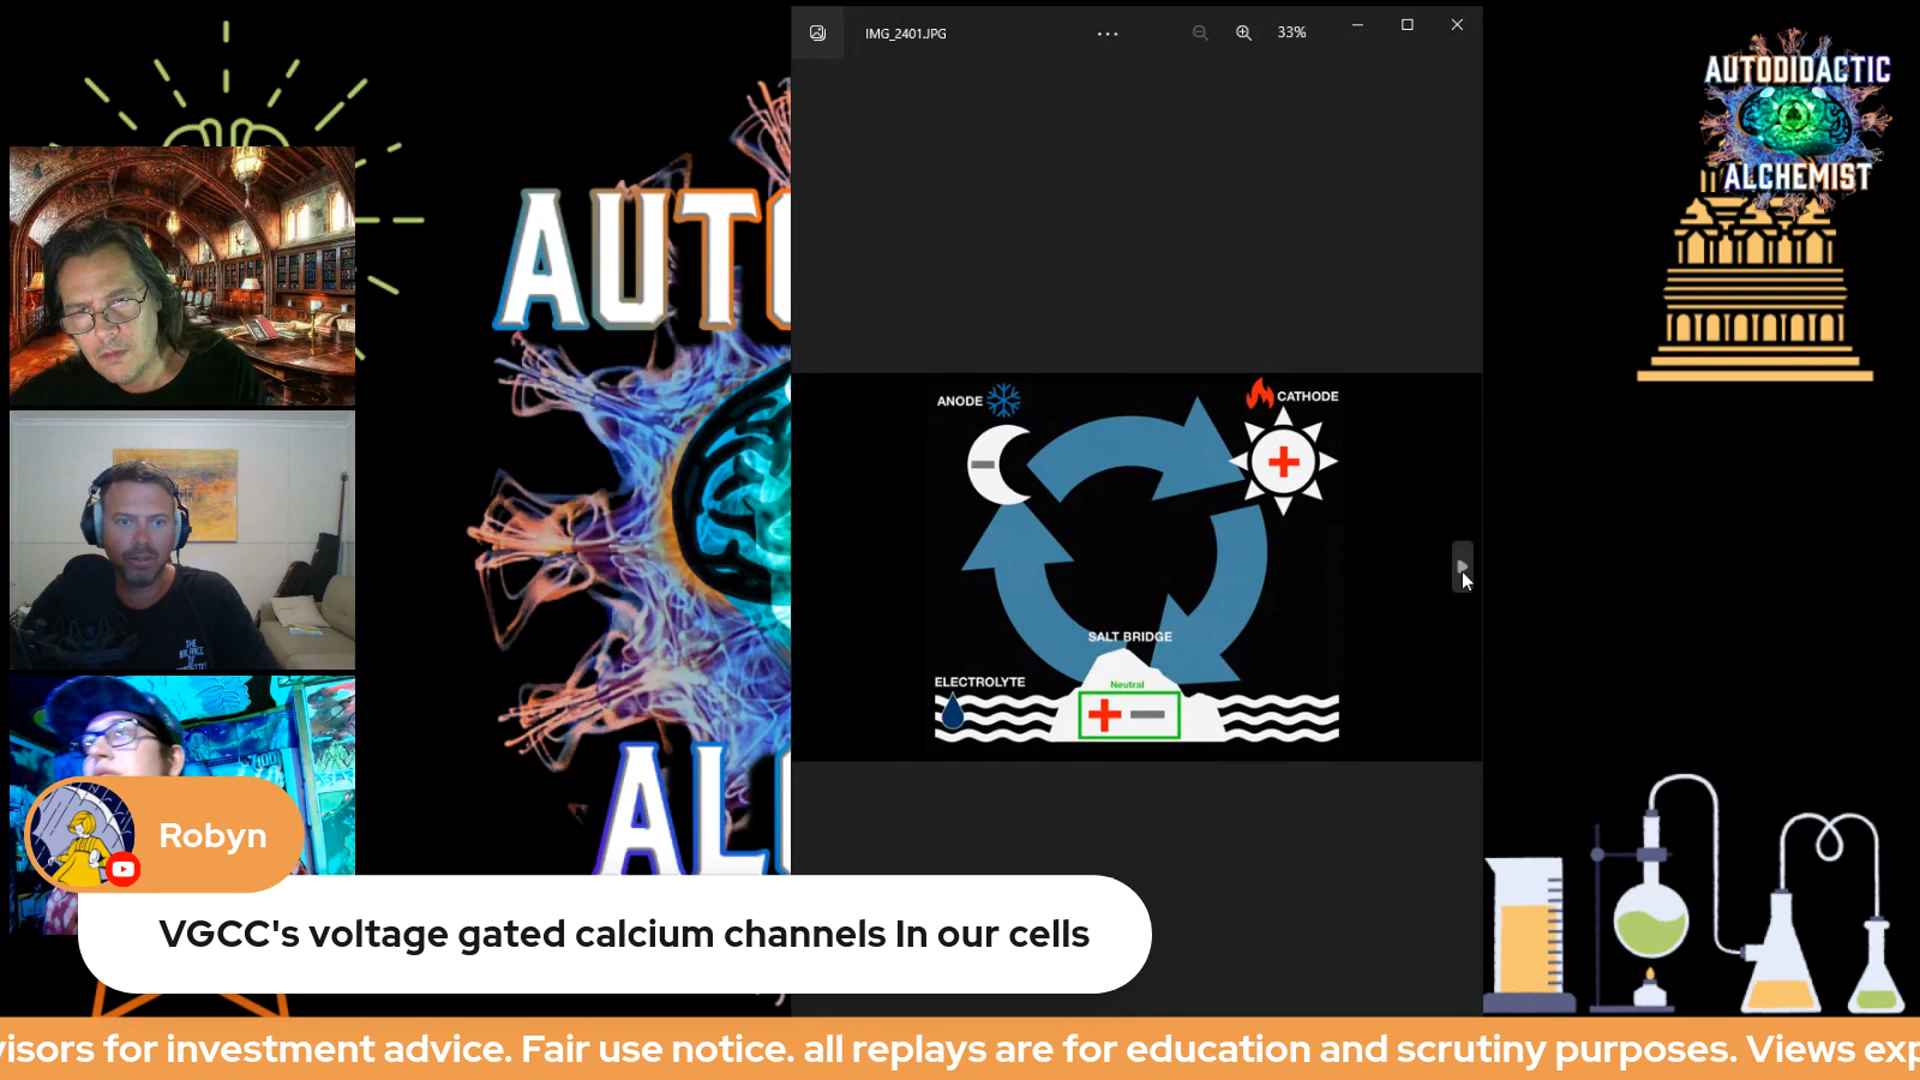 IMG_2401.JPG
33%
AUTODIDACTIC
ALCHEMIST
AUTO
ANODE
CATHODE
SALT BRIDGE
ELECTROLYTE
Neutral
AL
Robyn
VGCC's voltage gated calcium channels In our cells
visors for investment advice. Fair use notice. all replays are for education and scrutiny purposes. Views exp